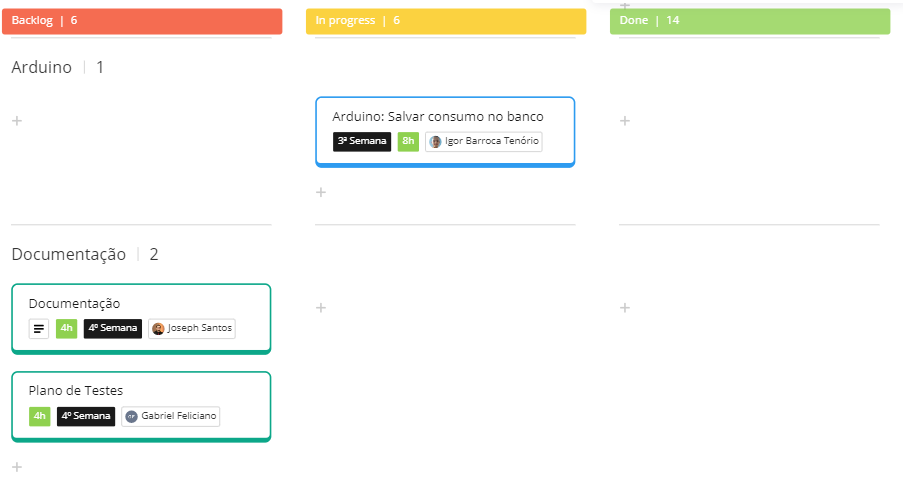 Backlog | 6
In progress | 6
Done | 14
Arduino | 1
Arduino: Salvar consumo no banco
3ª Semana 8h Igor Barroca Tenório
Documentação | 2
Documentação
4h 4º Semana Joseph Santos
Plano de Testes
4h 4º Semana GF Gabriel Feliciano